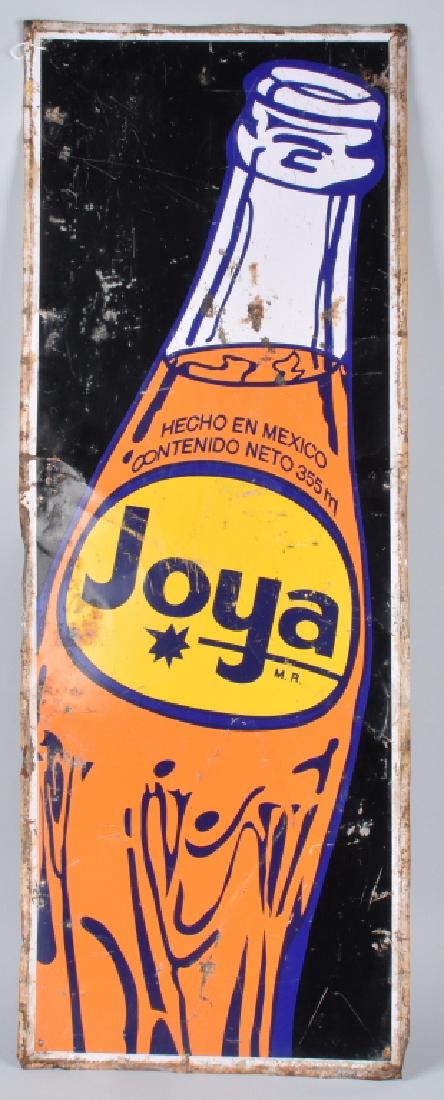 HECHO EN MEXICO
CONTENIDO NETO 355 ml
Joya
M.R.